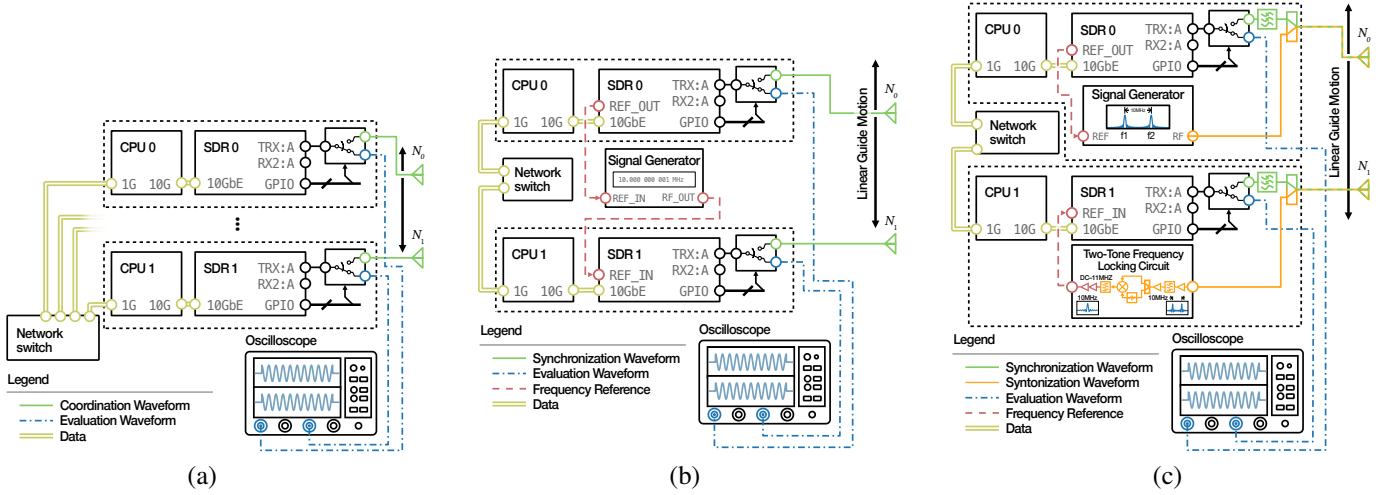 CPU 0
SDR 0
TRX:A
RX2:A
1G 10G
10GbE
GPIO
N0
N1
CPU 1
SDR 1
TRX:A
RX2:A
1G 10G
10GbE
GPIO
Network
switch
Oscilloscope
Legend
Coordination Waveform
Evaluation Waveform
Data
(a)
CPU 0
SDR 0
TRX:A
REF_OUT
RX2:A
1G 10G
10GbE
GPIO
N0
Linear Guide Motion
N1
Network
switch
Signal Generator
10.000 000 001 MHz
REF_IN
RF_OUT
CPU 1
SDR 1
TRX:A
REF_IN
RX2:A
1G 10G
10GbE
GPIO
Oscilloscope
Legend
Synchronization Waveform
Evaluation Waveform
Frequency Reference
Data
(b)
CPU 0
SDR 0
TRX:A
REF_OUT
RX2:A
1G 10G
10GbE
GPIO
N0
Linear Guide Motion
N1
Signal Generator
10MHz
f1 f2
REF
RF
Network
switch
CPU 1
SDR 1
TRX:A
REF_IN
RX2:A
1G 10G
10GbE
GPIO
Two-Tone Frequency
Locking Circuit
DC-11MHZ
10MHz
10MHz
Oscilloscope
Legend
Synchronization Waveform
Syntonization Waveform
Evaluation Waveform
Frequency Reference
Data
(c)